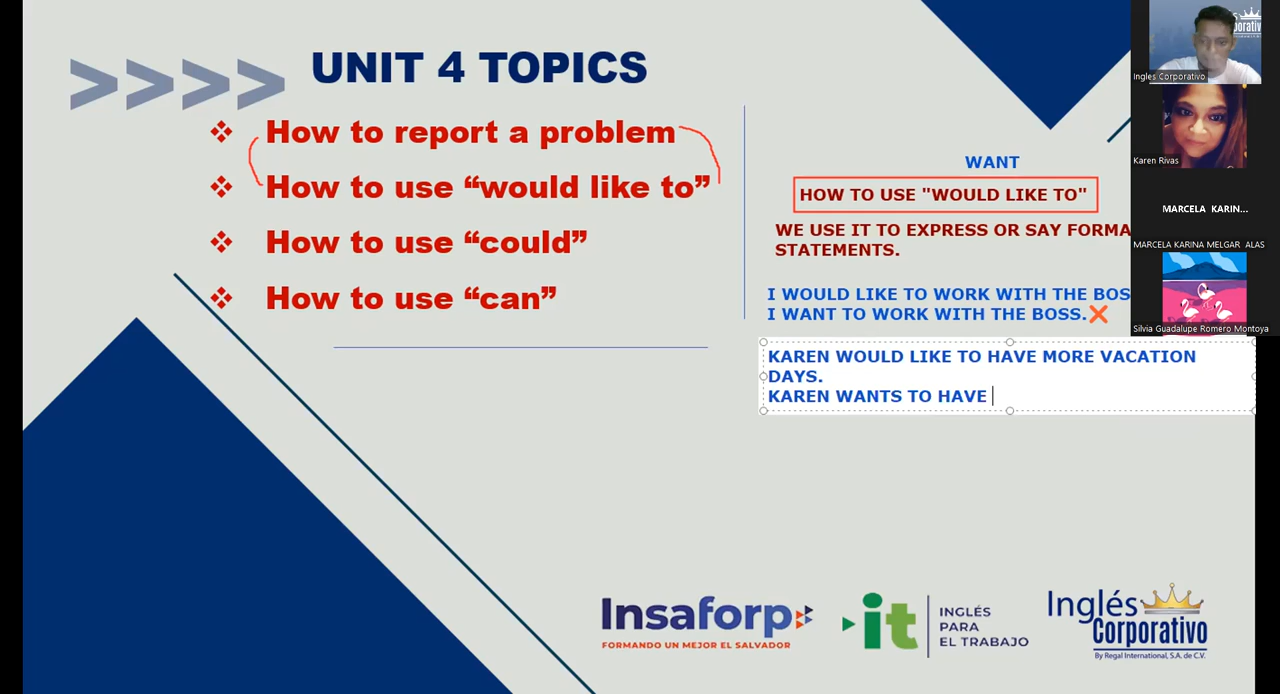 UNIT 4 TOPICS
How to report a problem
How to use “would like to”
How to use “could”
How to use “can”
WANT
HOW TO USE "WOULD LIKE TO"
WE USE IT TO EXPRESS OR SAY FORMA
STATEMENTS.
I WOULD LIKE TO WORK WITH THE BOS
I WANT TO WORK WITH THE BOSS.
KAREN WOULD LIKE TO HAVE MORE VACATION
DAYS.
KAREN WANTS TO HAVE
Ingles Corporativo
Karen Rivas
MARCELA KARIN...
MARCELA KARINA MELGAR ALAS
Silvia Guadalupe Romero Montoya
Insaforp
FORMANDO UN MEJOR EL SALVADOR
it
INGLÉS
PARA
EL TRABAJO
Inglés
Corporativo
By Regal International, S.A. de C.V.